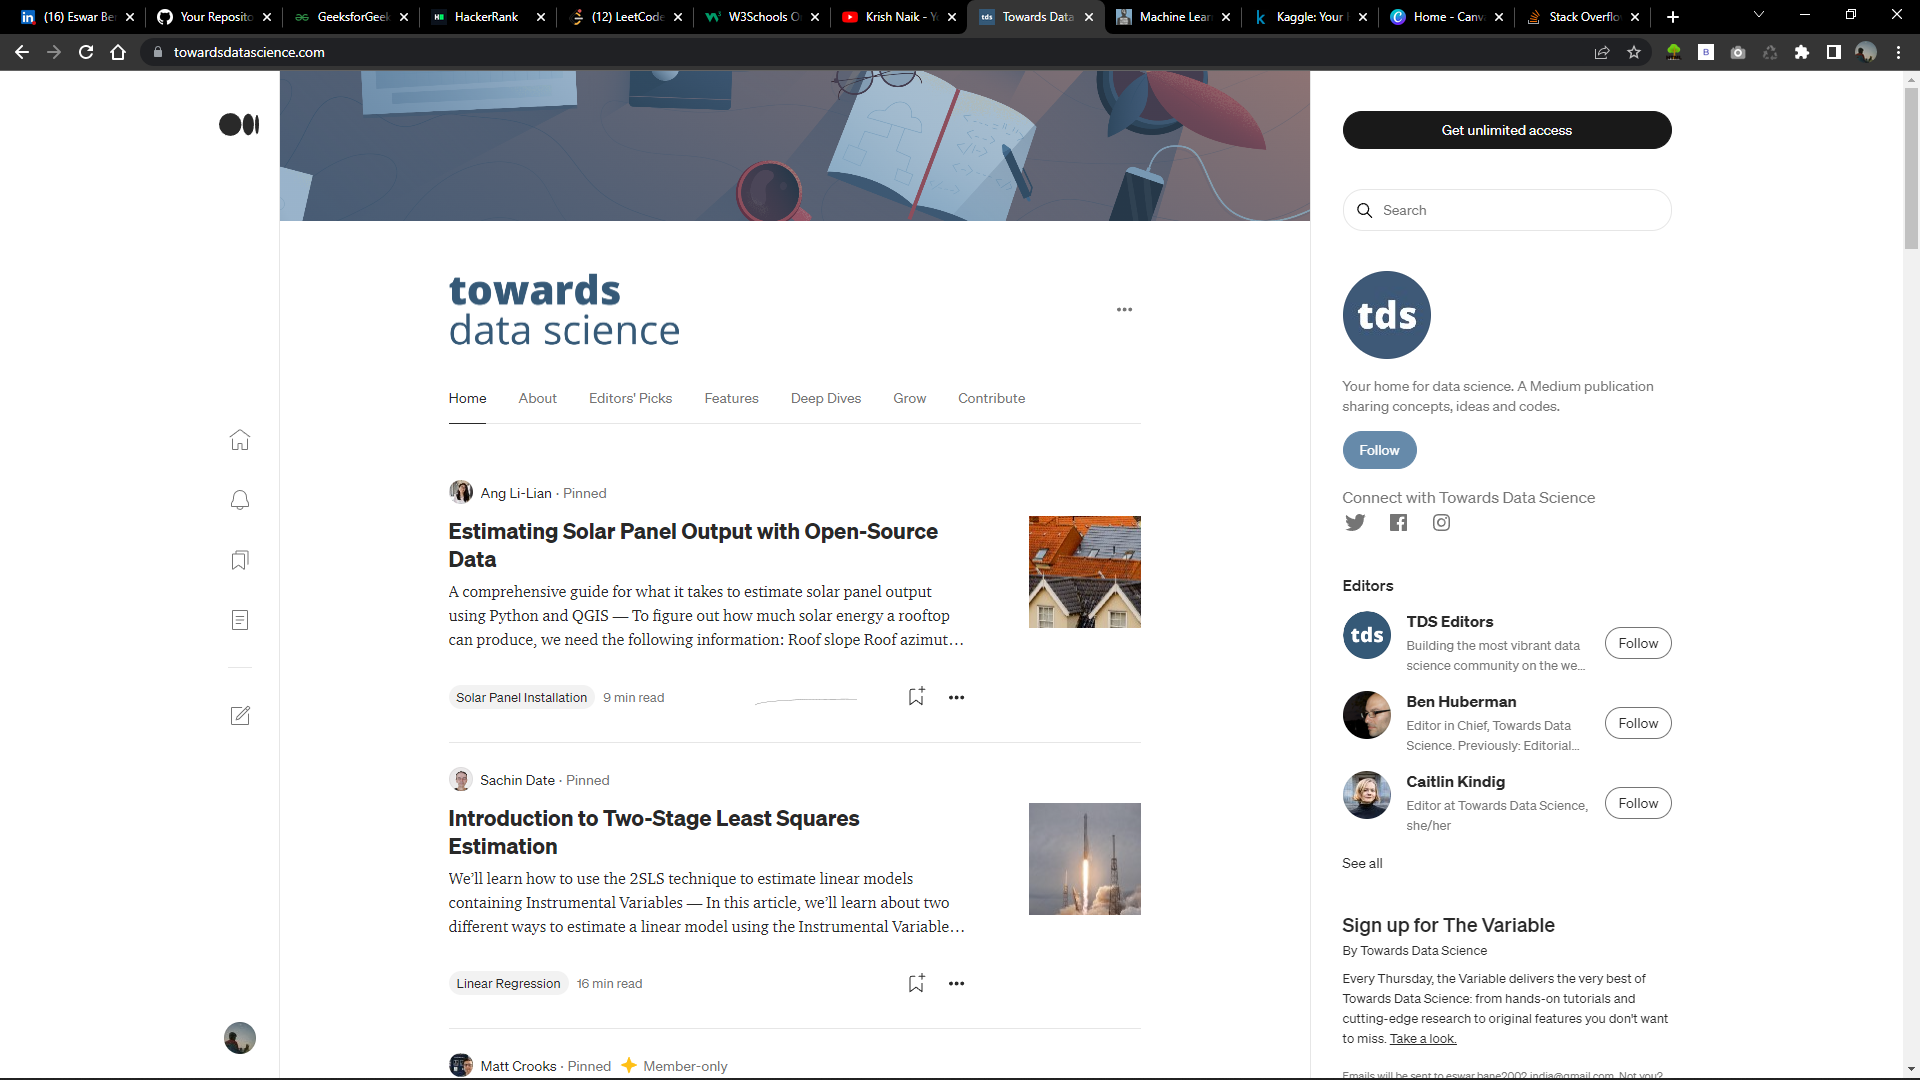 (16) Eswar Be
Your Reposito
GeeksforGeek
HackerRank
(12) LeetCode
W3Schools O
Krish Naik - Y
Towards Data
Machine Lear
Kaggle: Your
Home - Canv
Stack Overflo
towardsdatascience.com
Get unlimited access
Search
towards
data science
tds
Your home for data science. A Medium publication
sharing concepts, ideas and codes.
Follow
Connect with Towards Data Science
Home About Editors' Picks Features Deep Dives Grow Contribute
Ang Li-Lian · Pinned
Estimating Solar Panel Output with Open-Source
Data
A comprehensive guide for what it takes to estimate solar panel output
using Python and QGIS — To figure out how much solar energy a rooftop
can produce, we need the following information: Roof slope Roof azimut…
Solar Panel Installation 9 min read
Sachin Date · Pinned
Introduction to Two-Stage Least Squares
Estimation
We’ll learn how to use the 2SLS technique to estimate linear models
containing Instrumental Variables — In this article, we’ll learn about two
different ways to estimate a linear model using the Instrumental Variable…
Linear Regression 16 min read
Matt Crooks · Pinned Member-only
Editors
tds
TDS Editors
Building the most vibrant data
science community on the we…
Follow
Ben Huberman
Editor in Chief, Towards Data
Science. Previously: Editorial…
Follow
Caitlin Kindig
Editor at Towards Data Science,
she/her
Follow
See all
Sign up for The Variable
By Towards Data Science
Every Thursday, the Variable delivers the very best of
Towards Data Science: from hands-on tutorials and
cutting-edge research to original features you don't want
to miss. Take a look.
Emails will be sent to eswar.bane2002.india@gmail.com. Not you?